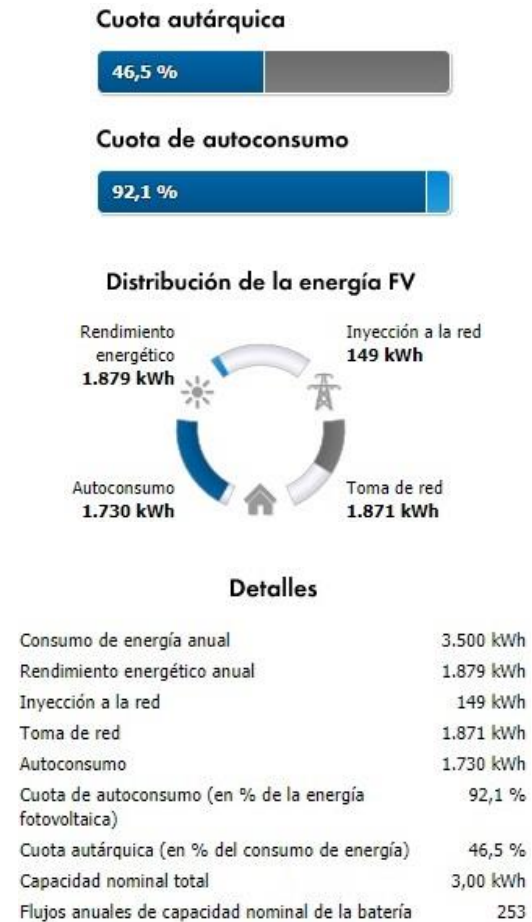 Cuota autárquica
46,5 %
Cuota de autoconsumo
92,1 %
Distribución de la energía FV
Rendimiento
energético
1.879 kWh
Inyección a la red
149 kWh
Autoconsumo
1.730 kWh
Toma de red
1.871 kWh
Detalles
Consumo de energía anual 3.500 kWh
Rendimiento energético anual 1.879 kWh
Inyección a la red 149 kWh
Toma de red 1.871 kWh
Autoconsumo 1.730 kWh
Cuota de autoconsumo (en % de la energía 92,1 %
fotovoltaica)
Cuota autárquica (en % del consumo de energía) 46,5 %
Capacidad nominal total 3,00 kWh
Flujos anuales de capacidad nominal de la batería 253